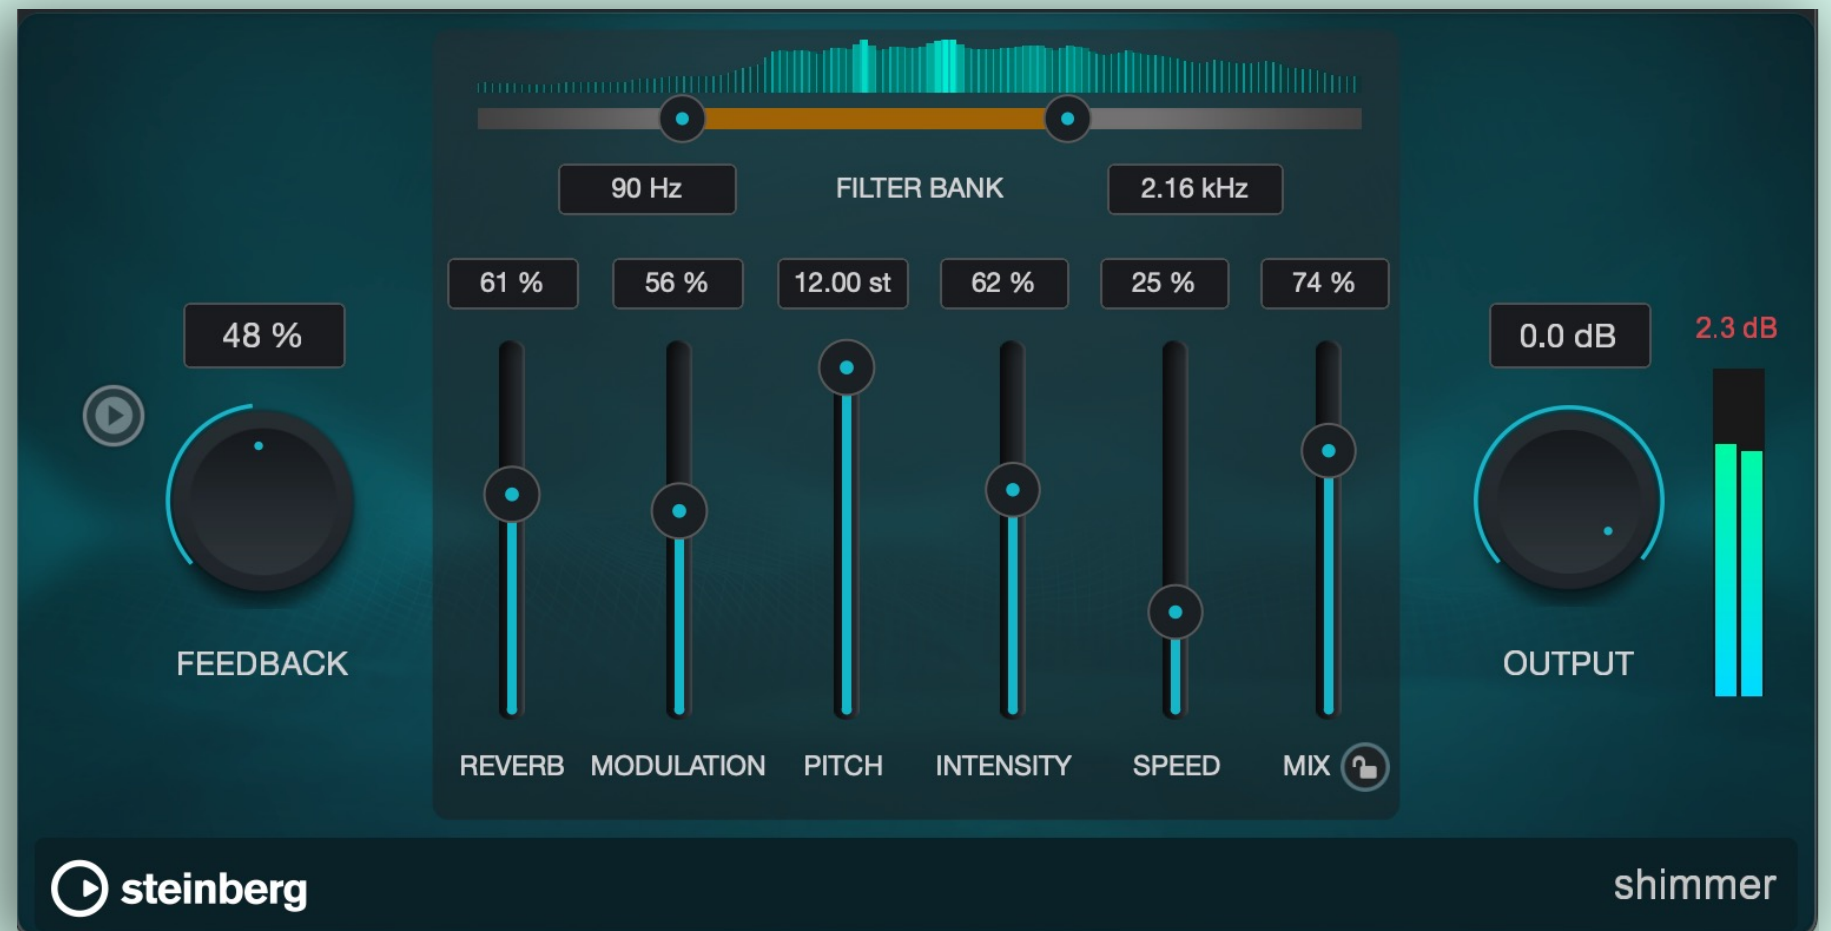 90 Hz FILTER BANK 2.16 kHz
61 % 56 % 12.00 st 62 % 25 % 74 %
48 %
0.0 dB 2.3 dB
FEEDBACK
OUTPUT
REVERB MODULATION PITCH INTENSITY SPEED MIX
steinberg
shimmer